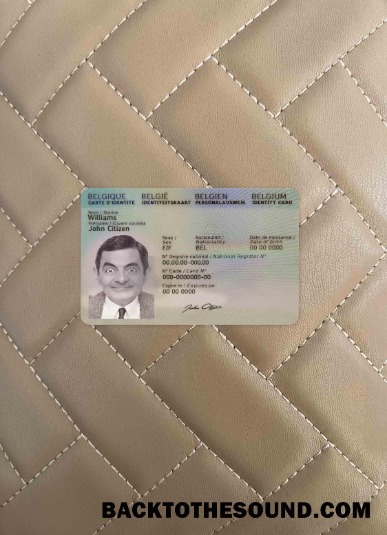 BELGIQUE BELGIË BELGIEN BELGIUM
CARTE D'IDENTITE IDENTITEITSKAART PERSONALAUSWEIS IDENTITY CARD
Nom / Name
Williams
Prénoms / Given names
John Citizen
Sexe / Nationalité / Date de naissance /
Sex Nationality Date of birth
F/F BEL 00 00 0000
N° Registre national / National Register N°
00.00.00-000.00
N° Carte / Card N°
000-0000000-00
Expire le / Expires on
00 00 0000
John Citizen
BACKTOTHESOUND.COM